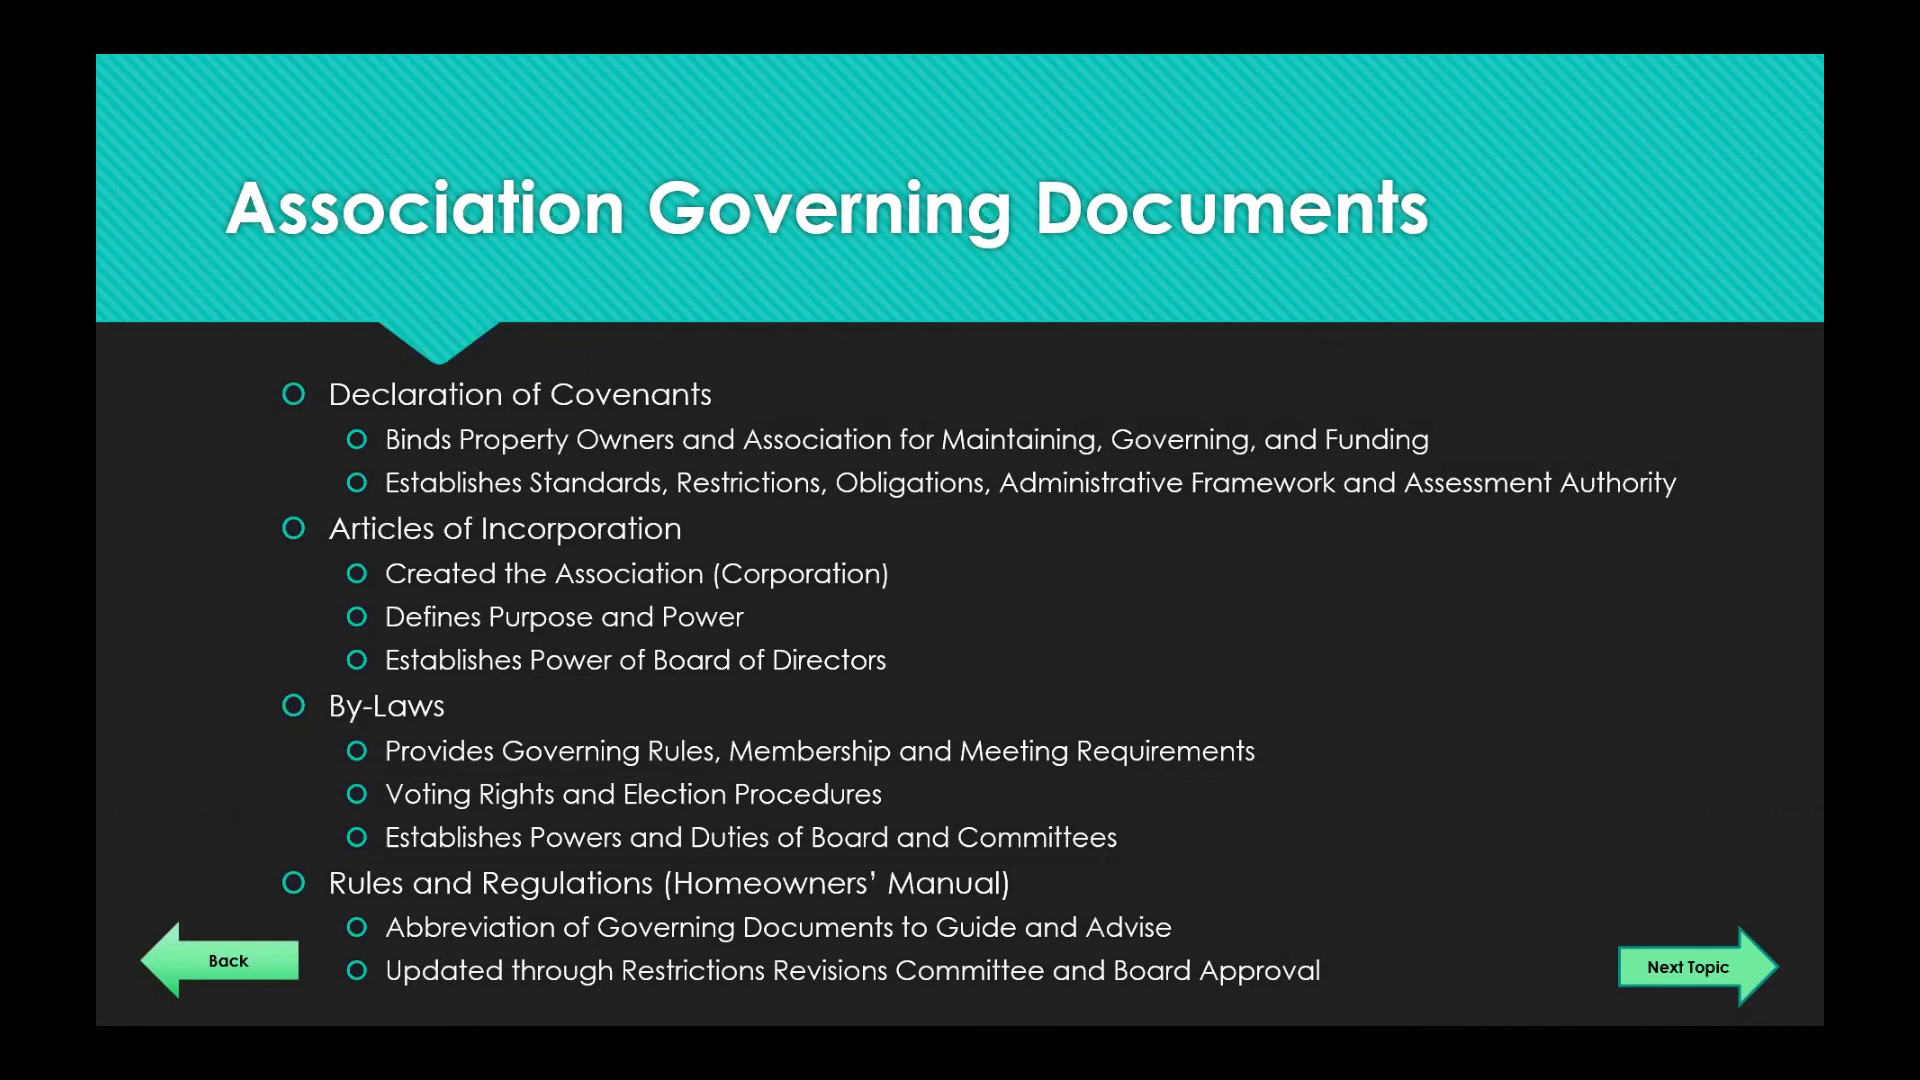 Association Governing Documents
Declaration of Covenants
Binds Property Owners and Association for Maintaining, Governing, and Funding
Establishes Standards, Restrictions, Obligations, Administrative Framework and Assessment Authority
Articles of Incorporation
Created the Association (Corporation)
Defines Purpose and Power
Establishes Power of Board of Directors
By-Laws
Provides Governing Rules, Membership and Meeting Requirements
Voting Rights and Election Procedures
Establishes Powers and Duties of Board and Committees
Rules and Regulations (Homeowners’ Manual)
Abbreviation of Governing Documents to Guide and Advise
Updated through Restrictions Revisions Committee and Board Approval
Back
Next Topic